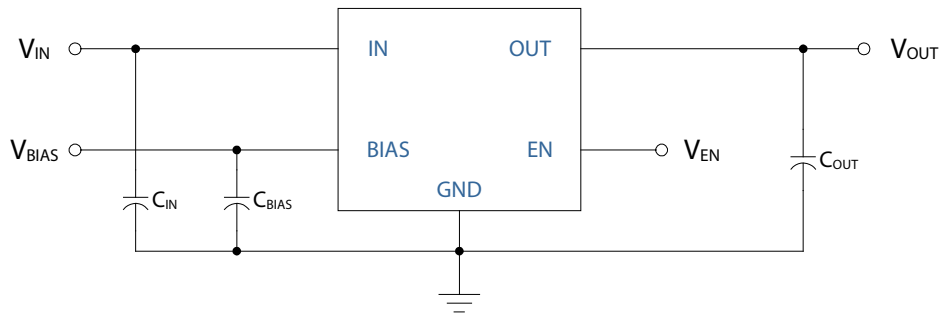 VIN IN OUT VOUT
VBIAS BIAS EN VEN
COUT
GND
CIN CBIAS